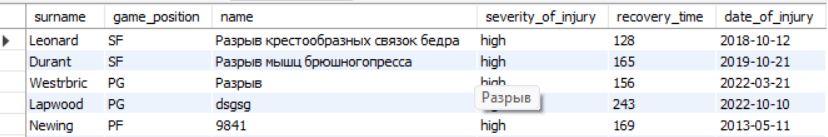 surname game_position name severity_of_injury recovery_time date_of_injury
Leonard SF Разрыв крестообразных связок бедра high 128 2018-10-12
Durant SF Разрыв мышц брюшногопресса high 165 2019-10-21
Westrbric PG Разрыв high 156 2022-03-21
Lapwood PG dsgsg high 243 2022-10-10
Разрыв
Newing PF 9841 high 169 2013-05-11